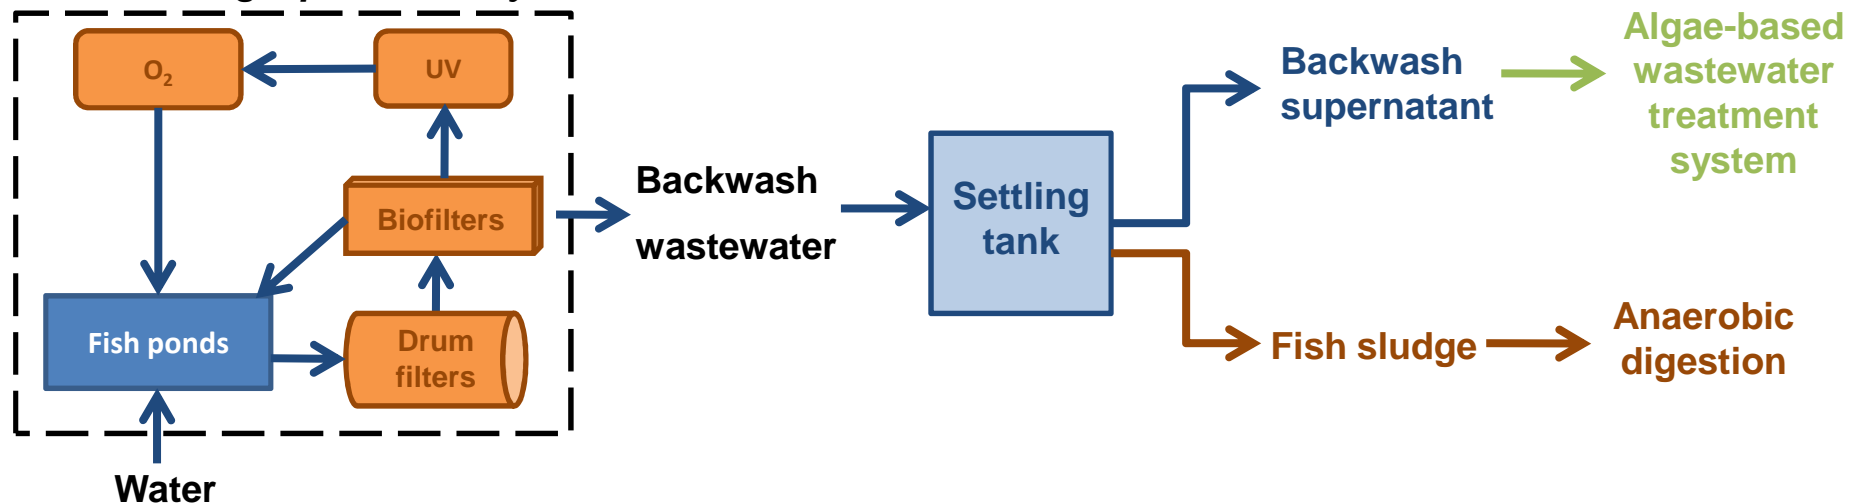 O₂
UV
Biofilters
Fish ponds
Drum
filters
Water
Backwash
wastewater
Settling
tank
Backwash
supernatant
Algae-based
wastewater
treatment
system
Fish sludge
Anaerobic
digestion